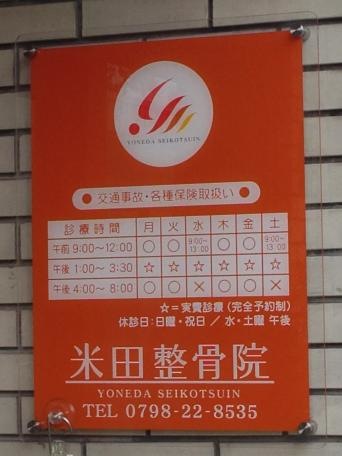 YONEDA SEIKOTSUIN
● 交通事故・各種保険取扱い ●
診療時間 月 火 水 木 金 土
午前 9:00～12:00 ○ ○ 9:00～13:00 ○ ○ 9:00～13:00
午後 1:00～3:30 ☆ ☆ ☆ ☆ ☆ ☆
午後 4:00～8:00 ○ ○ × ○ ○ ×
☆=実費診療（完全予約制）
休診日:日曜・祝日 / 水・土曜 午後
米田整骨院
YONEDA SEIKOTSUIN
TEL 0798-22-8535